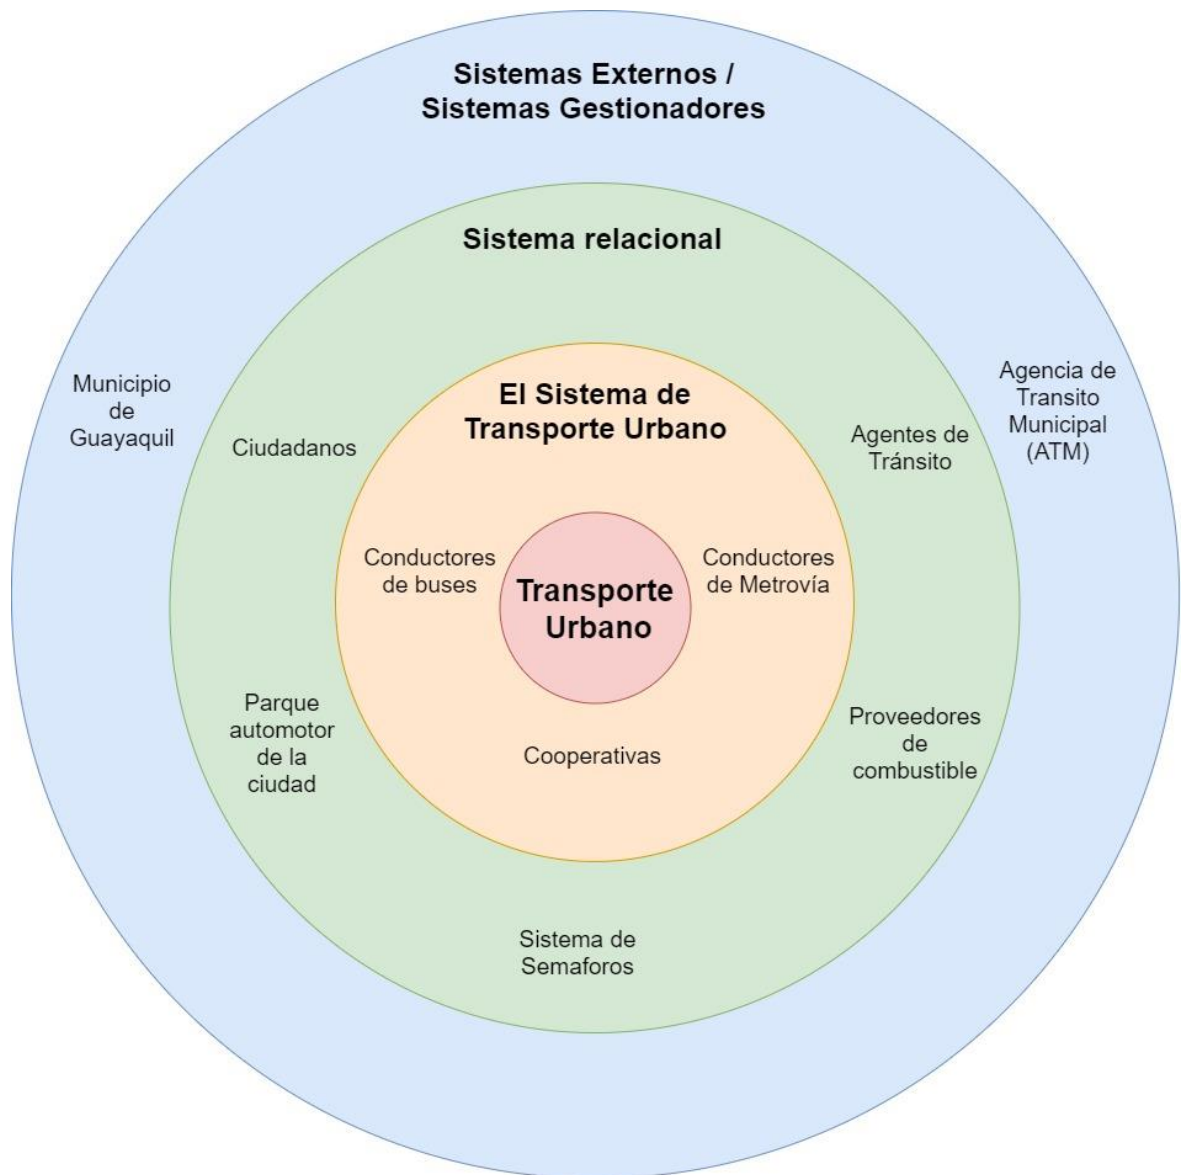 Sistemas Externos /
Sistemas Gestionadores
Sistema relacional
Municipio
de
Guayaquil
Agencia de
Transito
Municipal
(ATM)
El Sistema de
Transporte Urbano
Ciudadanos
Agentes de
Tránsito
Conductores
de buses
Conductores
de Metrovía
Transporte
Urbano
Parque
automotor
de la
ciudad
Proveedores
de
combustible
Cooperativas
Sistema de
Semaforos